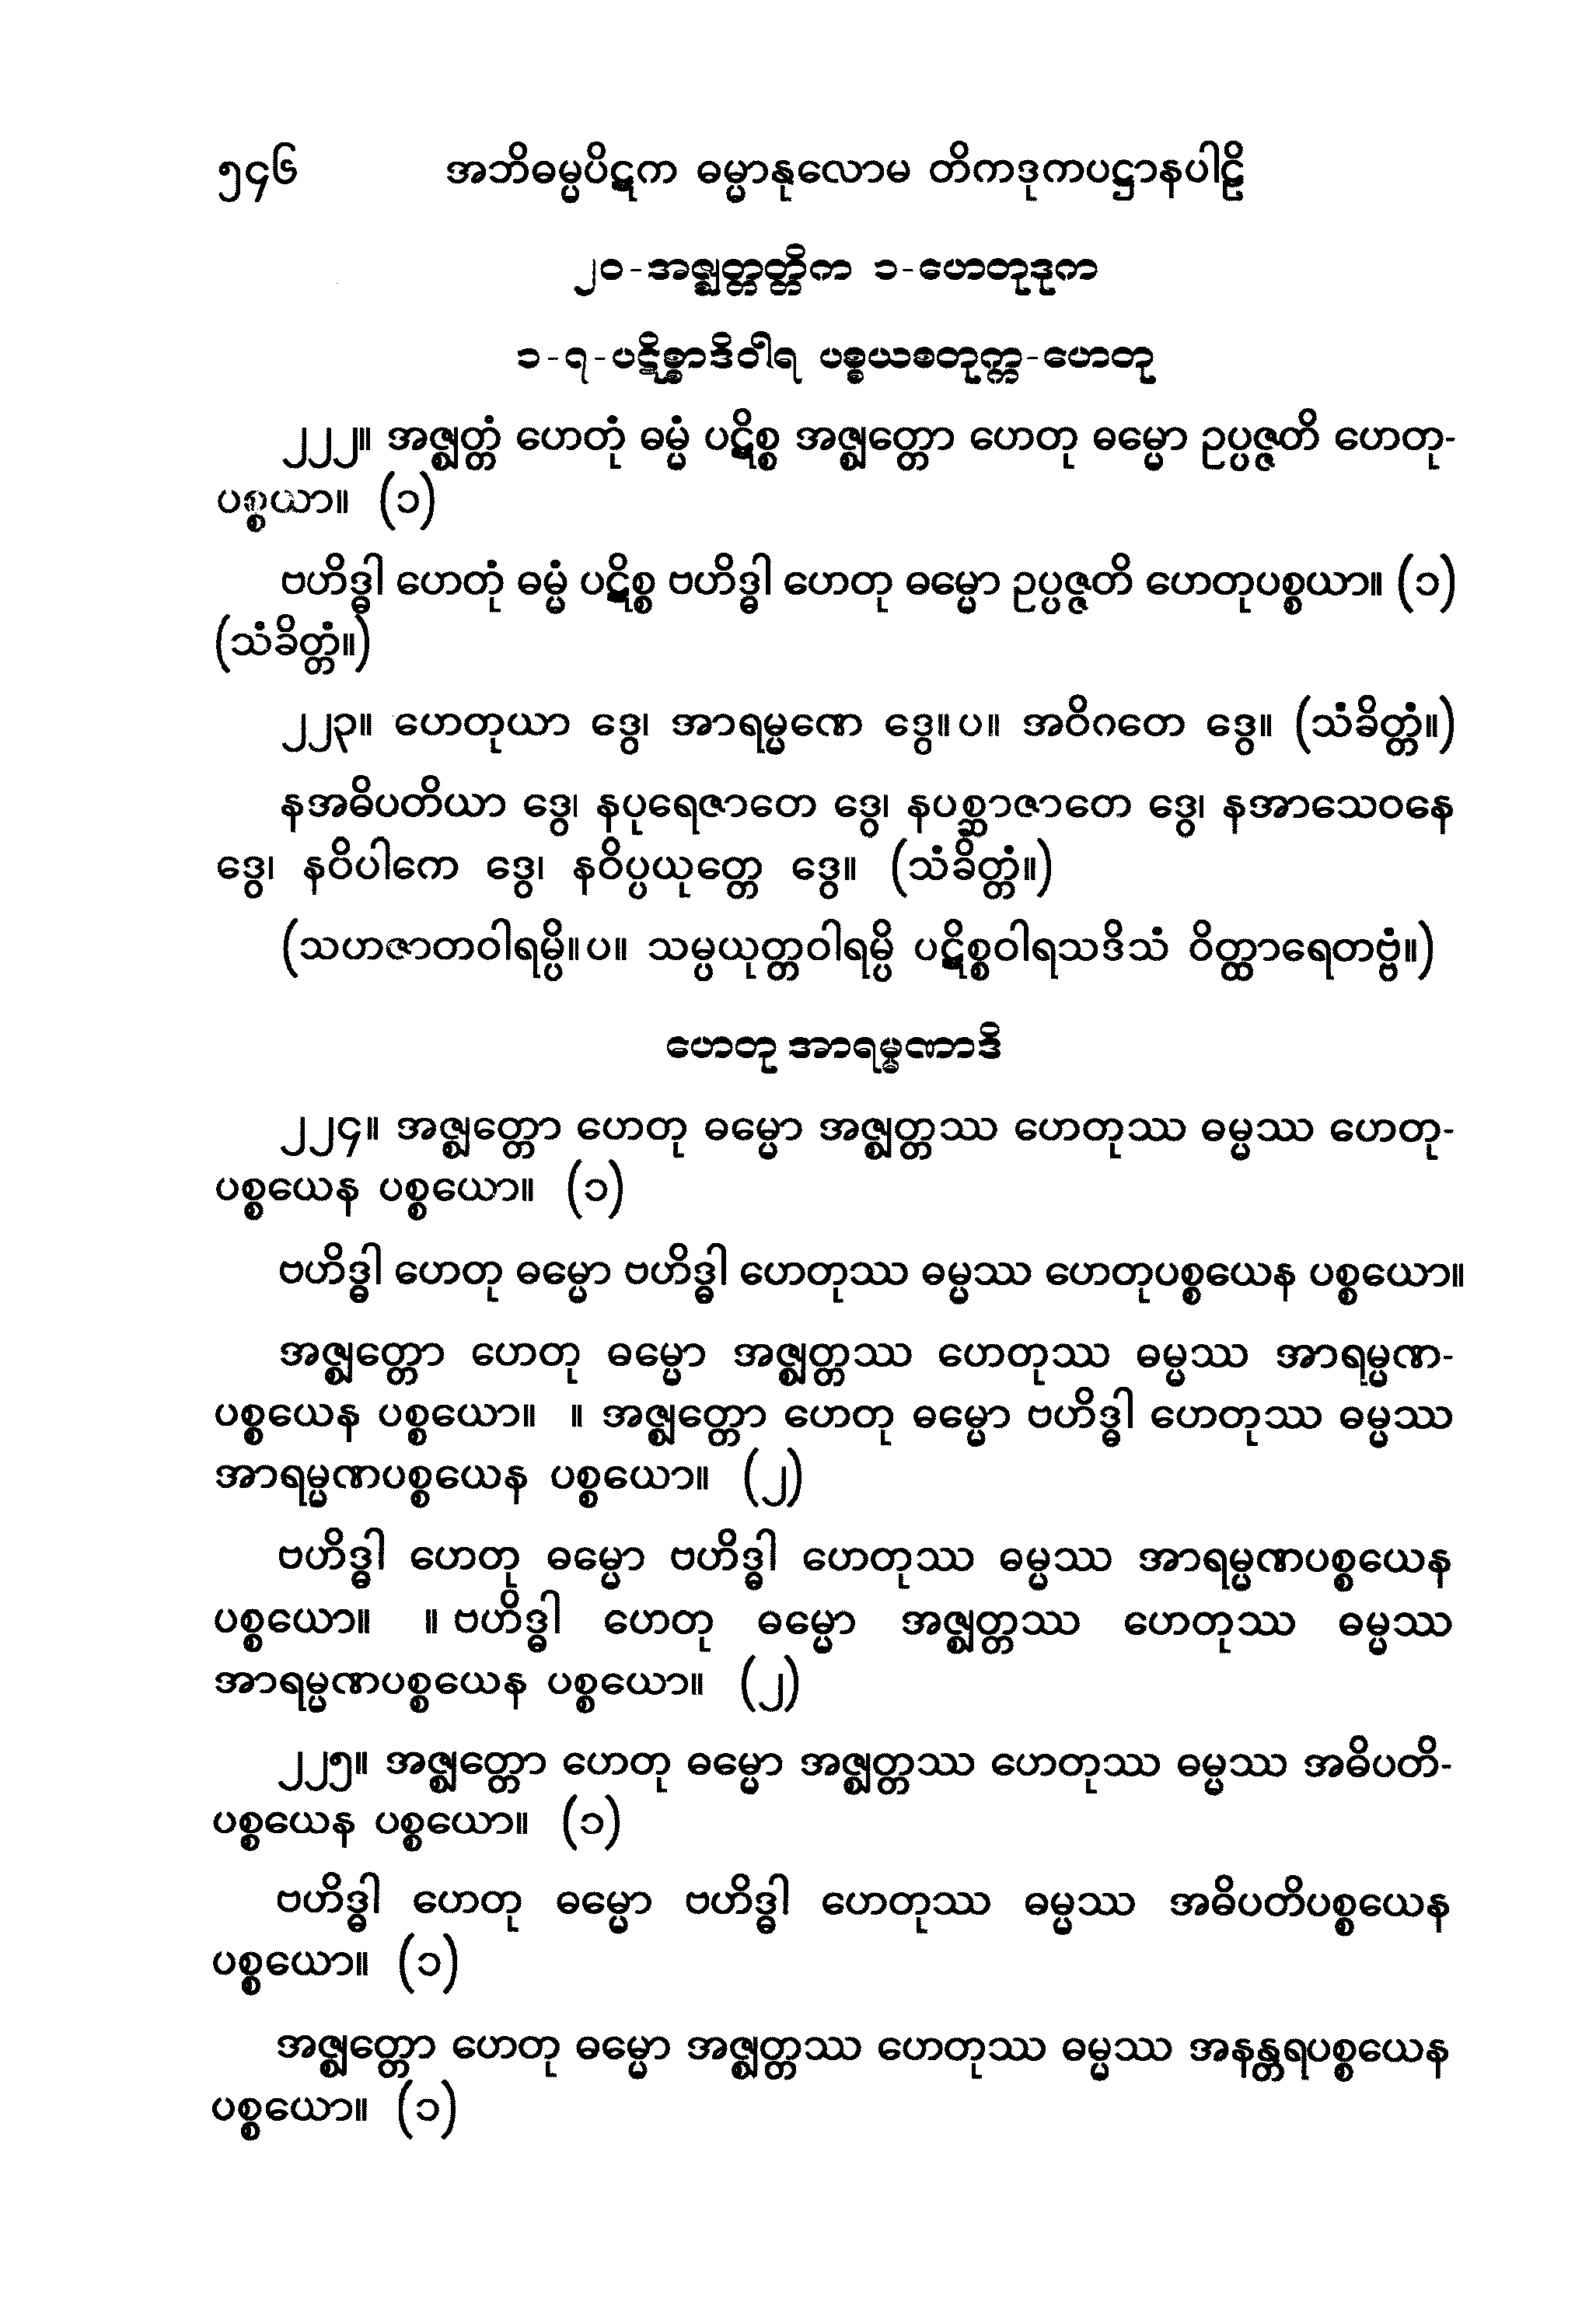 ၅၄၆ အဘိဓမ္မပိဋက ဓမ္မာနုလောမ တိကဒုကပဋ္ဌာနပါဠိ
၂၀-အဇ္ဈတ္တတ္တိက ၁-ဟေတုဒုက
၁-၇-ပဋိစ္စာဒိဝါရ ပစ္စယစတုက္က-ဟေတု
၂၂၂။ အဇ္ဈတ္တံ ဟေတုံ ဓမ္မံ ပဋိစ္စ အဇ္ဈတ္တော ဟေတု ဓမ္မော ဥပ္ပဇ္ဇတိ ဟေတု-
ပစ္စယာ။ (၁)
ဗဟိဒ္ဓါ ဟေတုံ ဓမ္မံ ပဋိစ္စ ဗဟိဒ္ဓါ ဟေတု ဓမ္မော ဥပ္ပဇ္ဇတိ ဟေတုပစ္စယာ။ (၁)
(သံခိတ္တံ။)
၂၂၃။ ဟေတုယာ ဒွေ၊ အာရမ္မဏေ ဒွေ။ ပ။ အဝိဂတေ ဒွေ။ (သံခိတ္တံ။)
နအဓိပတိယာ ဒွေ၊ နပုရေဇာတေ ဒွေ၊ နပစ္ဆာဇာတေ ဒွေ၊ နအာသေဝနေ
ဒွေ၊ နဝိပါကေ ဒွေ၊ နဝိပ္ပယုတ္တေ ဒွေ။ (သံခိတ္တံ။)
(သဟဇာတဝါရမ္ပိ။ ပ။ သမ္ပယုတ္တဝါရမ္ပိ ပဋိစ္စဝါရသဒိသံ ဝိတ္ထာရေတဗ္ဗံ။)
ဟေတု အာရမ္မဏာဒိ
၂၂၄။ အဇ္ဈတ္တော ဟေတု ဓမ္မော အဇ္ဈတ္တဿ ဟေတုဿ ဓမ္မဿ ဟေတု-
ပစ္စယေန ပစ္စယော။ (၁)
ဗဟိဒ္ဓါ ဟေတု ဓမ္မော ဗဟိဒ္ဓါ ဟေတုဿ ဓမ္မဿ ဟေတုပစ္စယေန ပစ္စယော။
အဇ္ဈတ္တော ဟေတု ဓမ္မော အဇ္ဈတ္တဿ ဟေတုဿ ဓမ္မဿ အာရမ္မဏ-
ပစ္စယေန ပစ္စယော။ ။ အဇ္ဈတ္တော ဟေတု ဓမ္မော ဗဟိဒ္ဓါ ဟေတုဿ ဓမ္မဿ
အာရမ္မဏပစ္စယေန ပစ္စယော။ (၂)
ဗဟိဒ္ဓါ ဟေတု ဓမ္မော ဗဟိဒ္ဓါ ဟေတုဿ ဓမ္မဿ အာရမ္မဏပစ္စယေန
ပစ္စယော။ ။ ဗဟိဒ္ဓါ ဟေတု ဓမ္မော အဇ္ဈတ္တဿ ဟေတုဿ ဓမ္မဿ
အာရမ္မဏပစ္စယေန ပစ္စယော။ (၂)
၂၂၅။ အဇ္ဈတ္တော ဟေတု ဓမ္မော အဇ္ဈတ္တဿ ဟေတုဿ ဓမ္မဿ အဓိပတိ-
ပစ္စယေန ပစ္စယော။ (၁)
ဗဟိဒ္ဓါ ဟေတု ဓမ္မော ဗဟိဒ္ဓါ ဟေတုဿ ဓမ္မဿ အဓိပတိပစ္စယေန
ပစ္စယော။ (၁)
အဇ္ဈတ္တော ဟေတု ဓမ္မော အဇ္ဈတ္တဿ ဟေတုဿ ဓမ္မဿ အနန္တရပစ္စယေန
ပစ္စယော။ (၁)